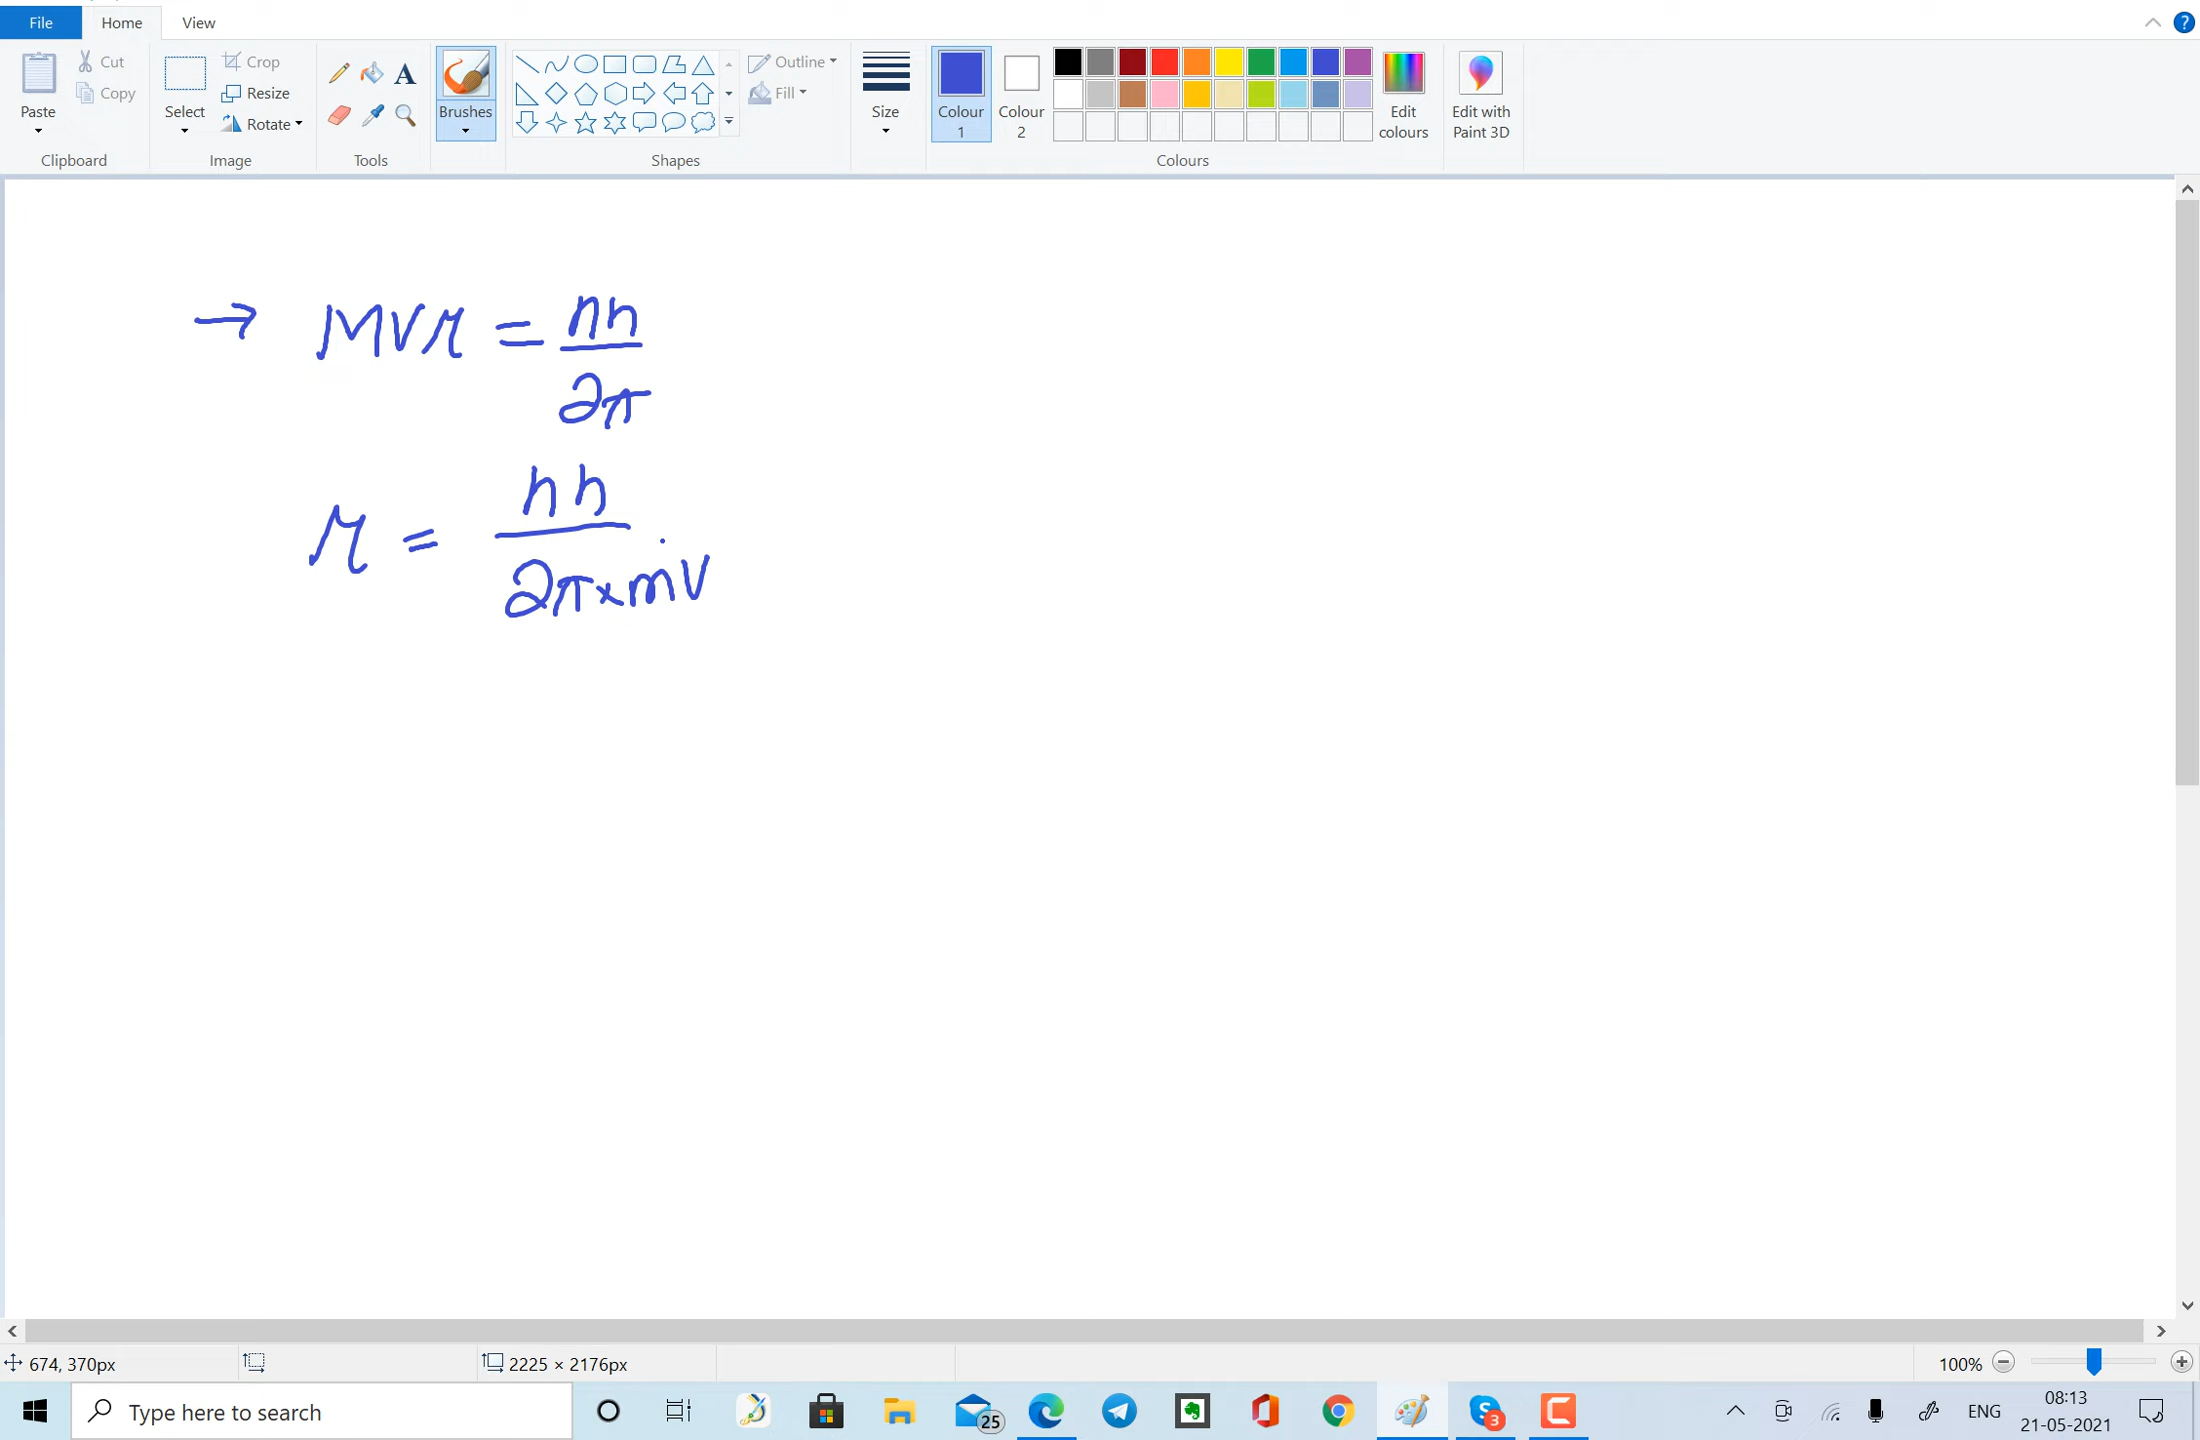 File Home View
Paste Cut Copy Select Crop Resize Rotate Brushes Outline Fill Size Colour 1 Colour 2 Edit colours Edit with Paint 3D
Clipboard Image Tools Shapes Colours
→ mvr = nh
2π
r = nh
2π×mv
674, 370px 2225 × 2176px 100%
Type here to search 25 3 ENG 08:13
21-05-2021